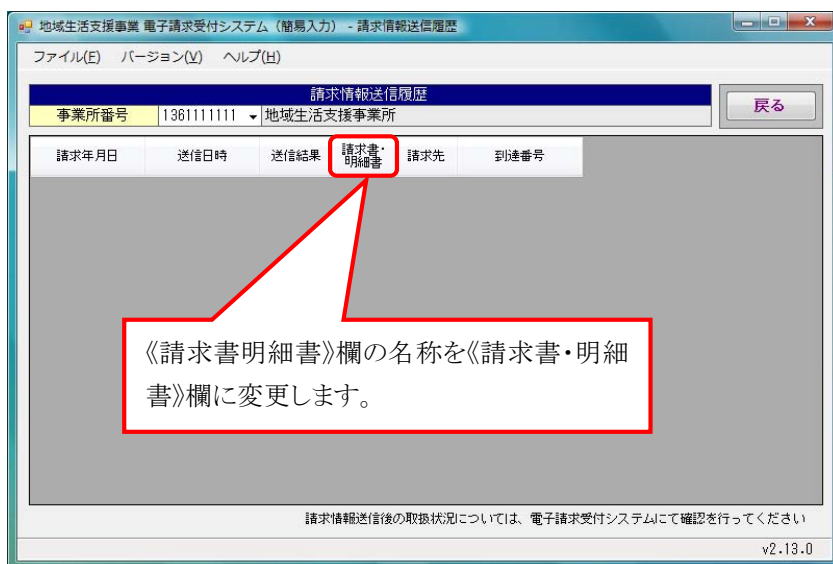 地域生活支援事業 電子請求受付システム（簡易入力） - 請求情報送信履歴
ファイル(F) バージョン(V) ヘルプ(H)
請求情報送信履歴
戻る
事業所番号 1361111111 地域生活支援事業所
請求年月日 送信日時 送信結果 請求書・明細書 請求先 到達番号
《請求書明細書》欄の名称を《請求書・明細
書》欄に変更します。
請求情報送信後の取扱状況については、電子請求受付システムにて確認を行ってください
v2.13.0